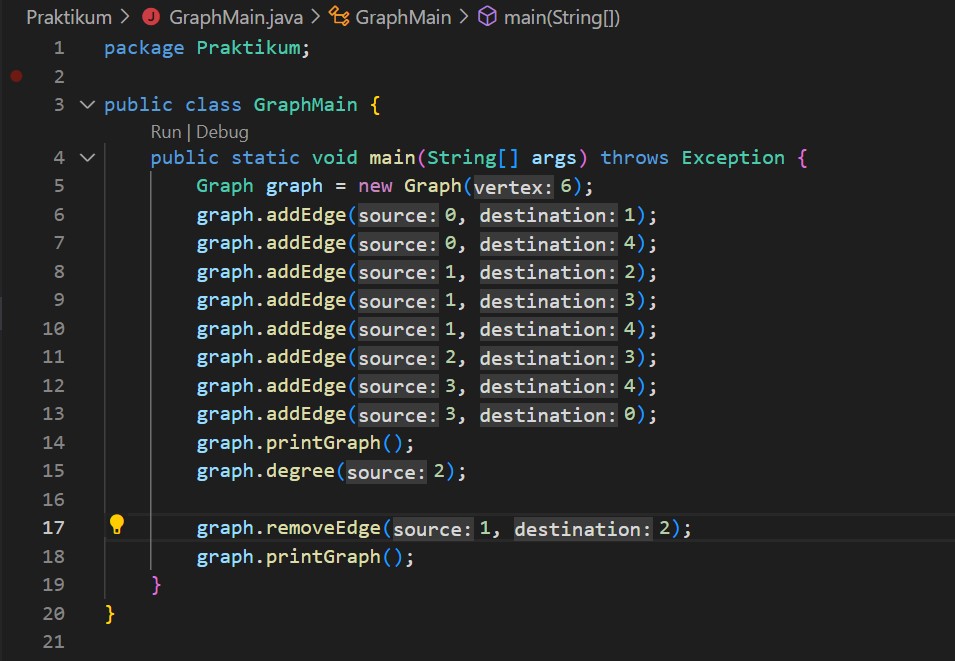 Praktikum > GraphMain.java > GraphMain > main(String[])
1 package Praktikum;
2
3 public class GraphMain {
Run | Debug
4 public static void main(String[] args) throws Exception {
5 Graph graph = new Graph(vertex: 6);
6 graph.addEdge(source: 0, destination: 1);
7 graph.addEdge(source: 0, destination: 4);
8 graph.addEdge(source: 1, destination: 2);
9 graph.addEdge(source: 1, destination: 3);
10 graph.addEdge(source: 1, destination: 4);
11 graph.addEdge(source: 2, destination: 3);
12 graph.addEdge(source: 3, destination: 4);
13 graph.addEdge(source: 3, destination: 0);
14 graph.printGraph();
15 graph.degree(source: 2);
16
17 graph.removeEdge(source: 1, destination: 2);
18 graph.printGraph();
19 }
20 }
21